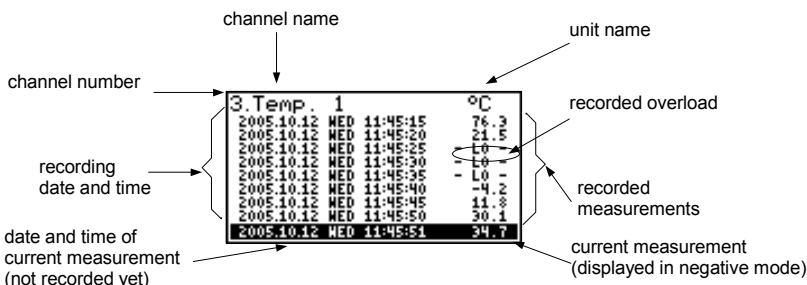 channel name
unit name
channel number
recorded overload
3.Temp. 1 °C
2005.10.12 WED 11:45:15 76.3
2005.10.12 WED 11:45:20 21.5
2005.10.12 WED 11:45:25 - LO -
2005.10.12 WED 11:45:30 - LO -
2005.10.12 WED 11:45:35 - LO -
2005.10.12 WED 11:45:40 -4.2
2005.10.12 WED 11:45:45 11.8
2005.10.12 WED 11:45:50 30.1
2005.10.12 WED 11:45:51 34.7
recording
date and time
recorded
measurements
date and time of
current measurement
(not recorded yet)
current measurement
(displayed in negative mode)